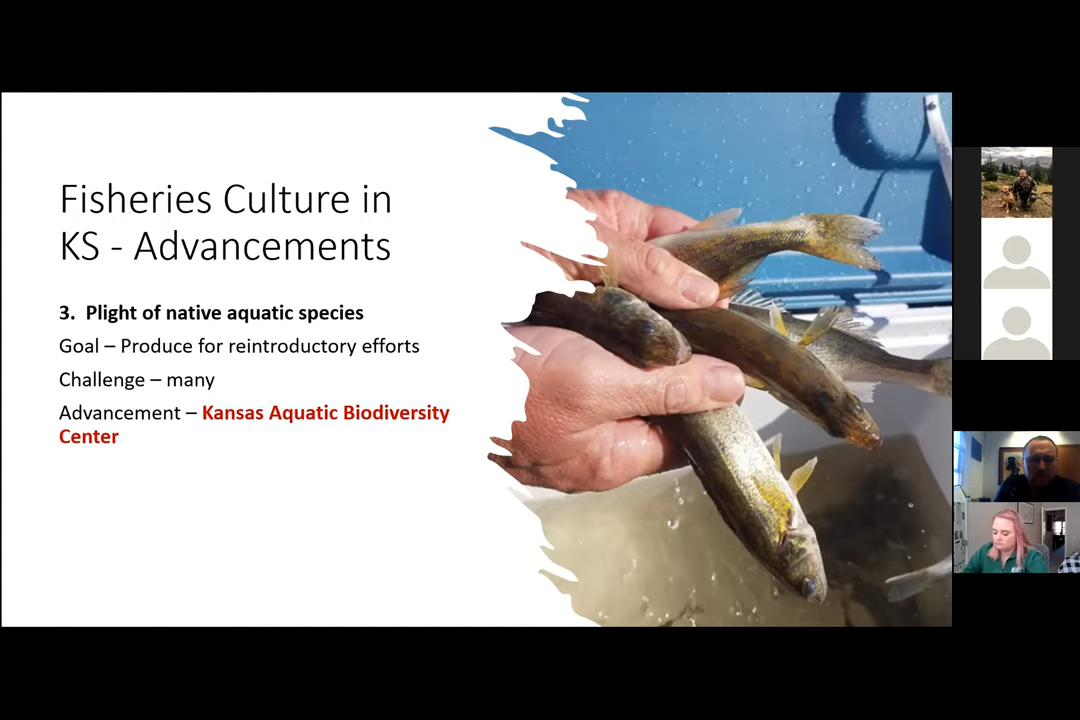 Fisheries Culture in
KS - Advancements
3. Plight of native aquatic species
Goal – Produce for reintroductory efforts
Challenge – many
Advancement – Kansas Aquatic Biodiversity
Center